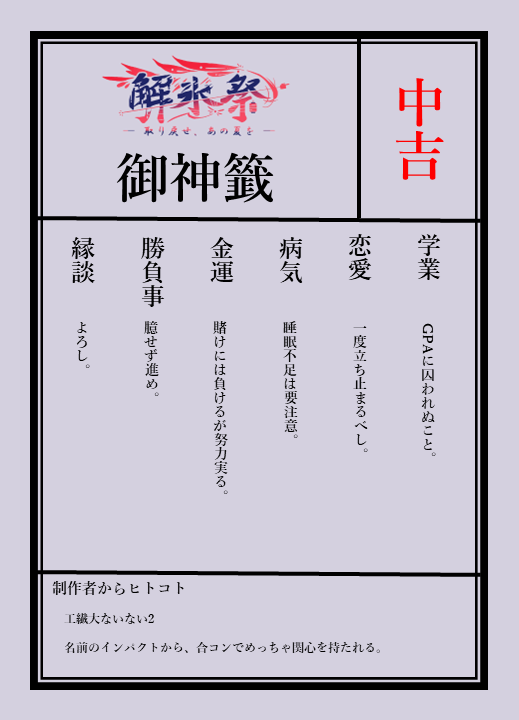 解氷祭
取り戻せ、あの夏を
御神籤
中吉
学業
GPAに囚われぬこと。
恋愛
一度立ち止まるべし。
病気
睡眠不足は要注意。
金運
賭けには負けるが努力実る。
勝負事
臆せず進め。
縁談
よろし。
制作者からヒトコト
工繊大ないない2
名前のインパクトから、合コンでめっちゃ関心を持たれる。